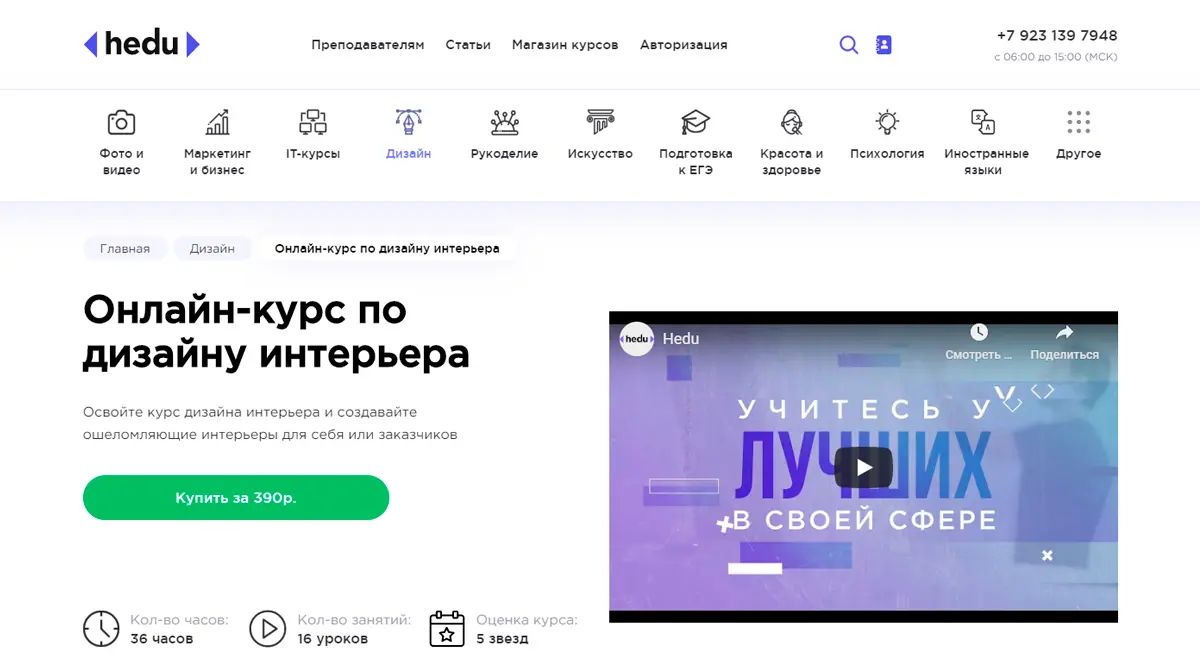 hedu
Преподавателям Статьи Магазин курсов Авторизация
+7 923 139 7948
с 06:00 до 15:00 (МСК)
Фото и
видео
Маркетинг
и бизнес
IT-курсы
Дизайн
Рукоделие
Искусство
Подготовка
к ЕГЭ
Красота и
здоровье
Психология
Иностранные
языки
Другое
Главная Дизайн Онлайн-курс по дизайну интерьера
Онлайн-курс по
дизайну интерьера
Освойте курс дизайна интерьера и создавайте
ошеломляющие интерьеры для себя или заказчиков
Купить за 390р.
Кол-во часов:
36 часов
Кол-во занятий:
16 уроков
Оценка курса:
5 звезд
hedu Hedu
Смотреть ... Поделиться
УЧИТЕСЬ У
ЛУЧШИХ
В СВОЕЙ СФЕРЕ